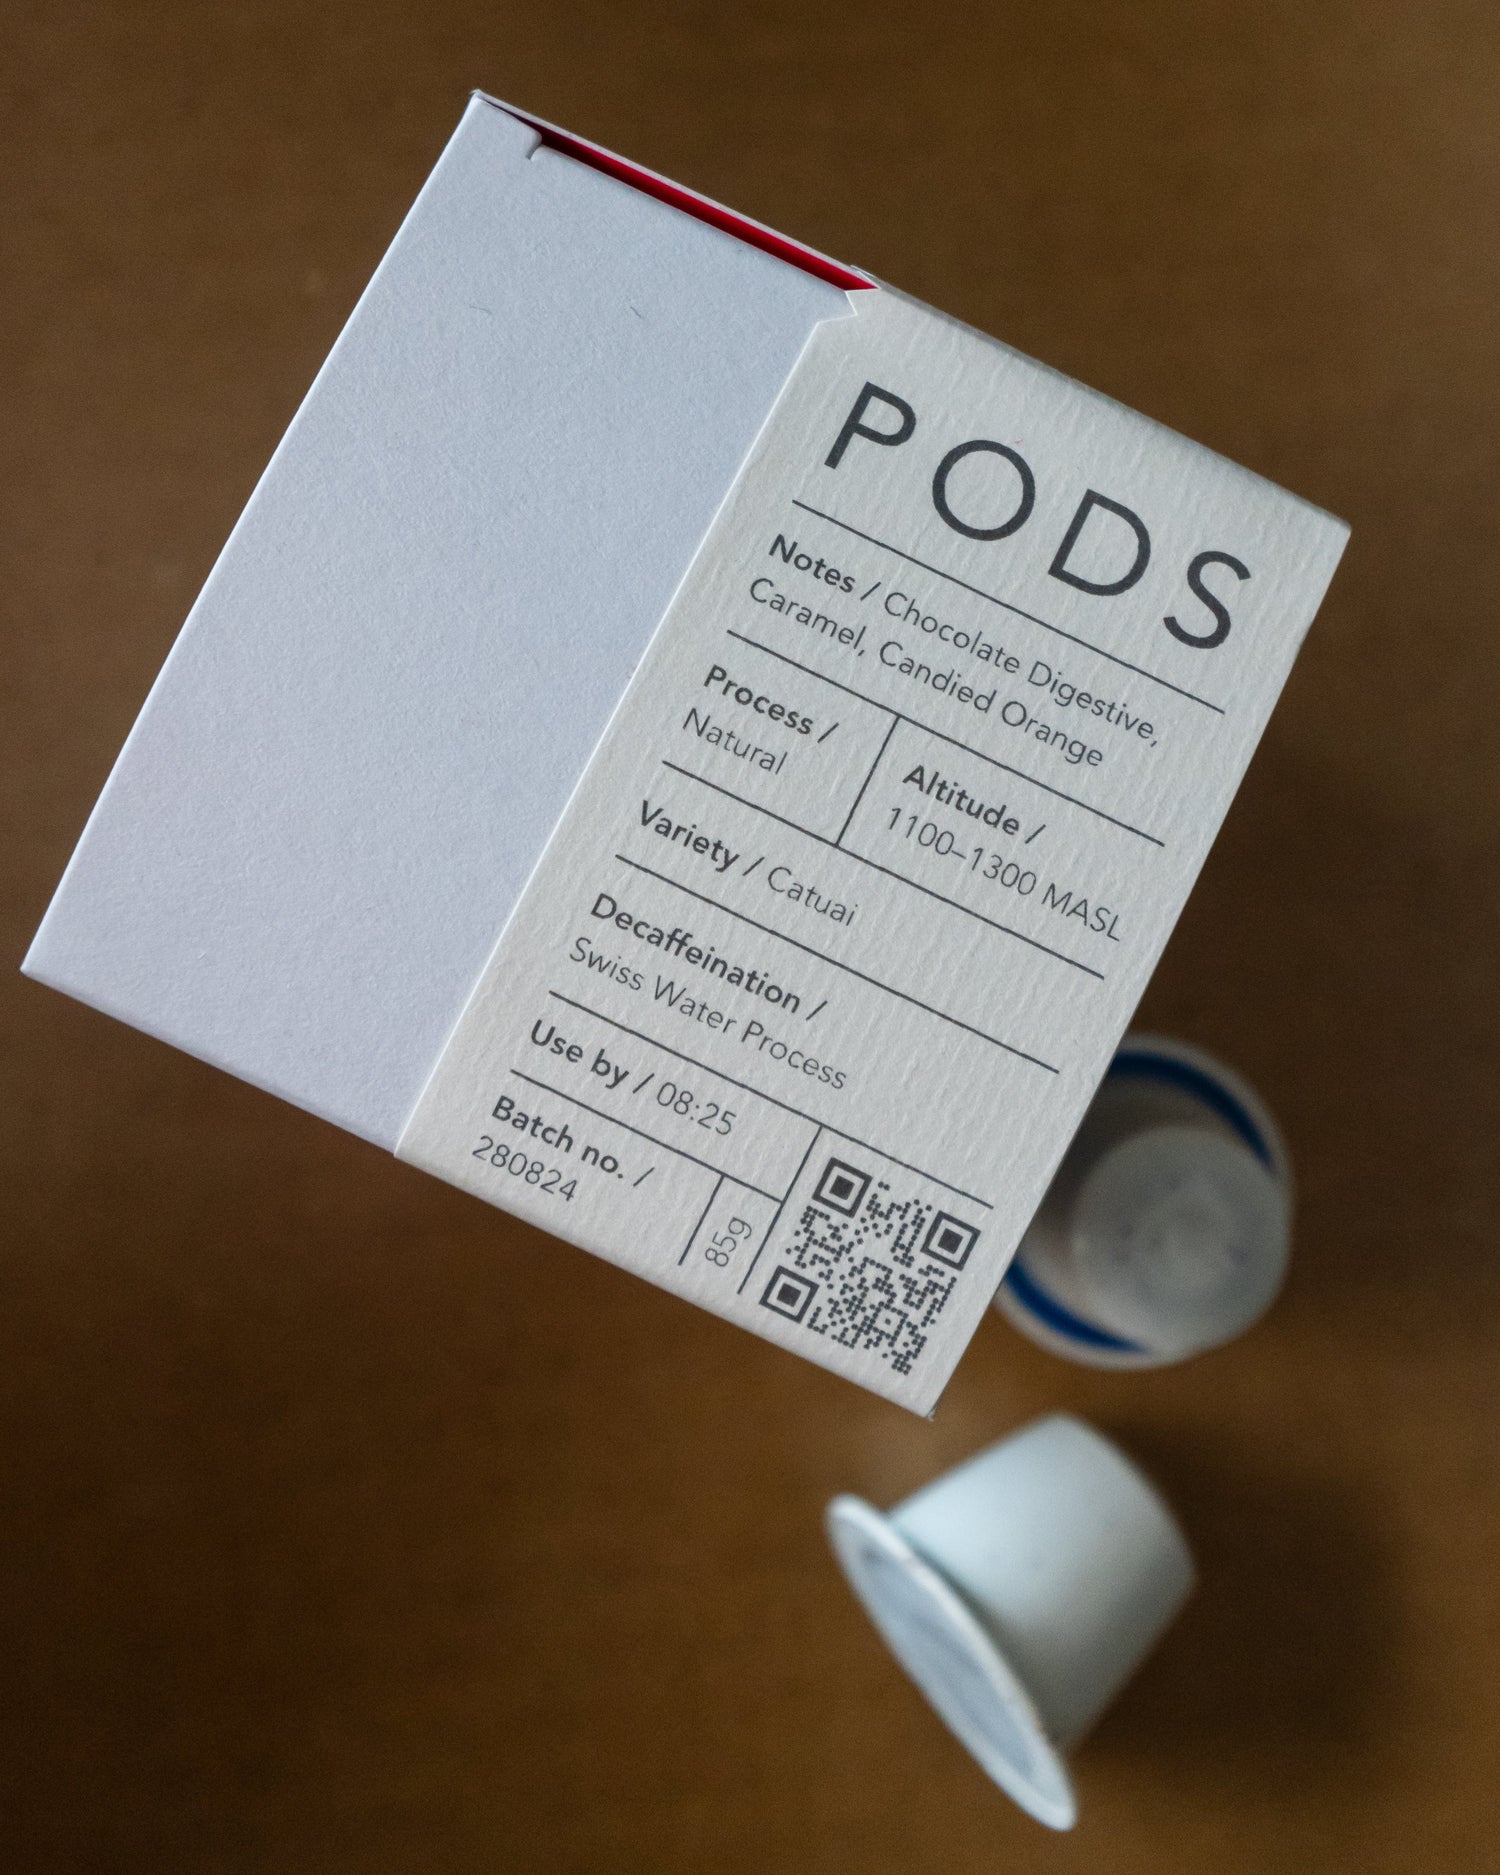 PODS
Notes / Chocolate Digestive,
Caramel, Candied Orange
Process /
Natural
Altitude /
1100–1300 MASL
Variety / Catuai
Decaffeination /
Swiss Water Process
Use by / 08:25
Batch no. /
280824
85g